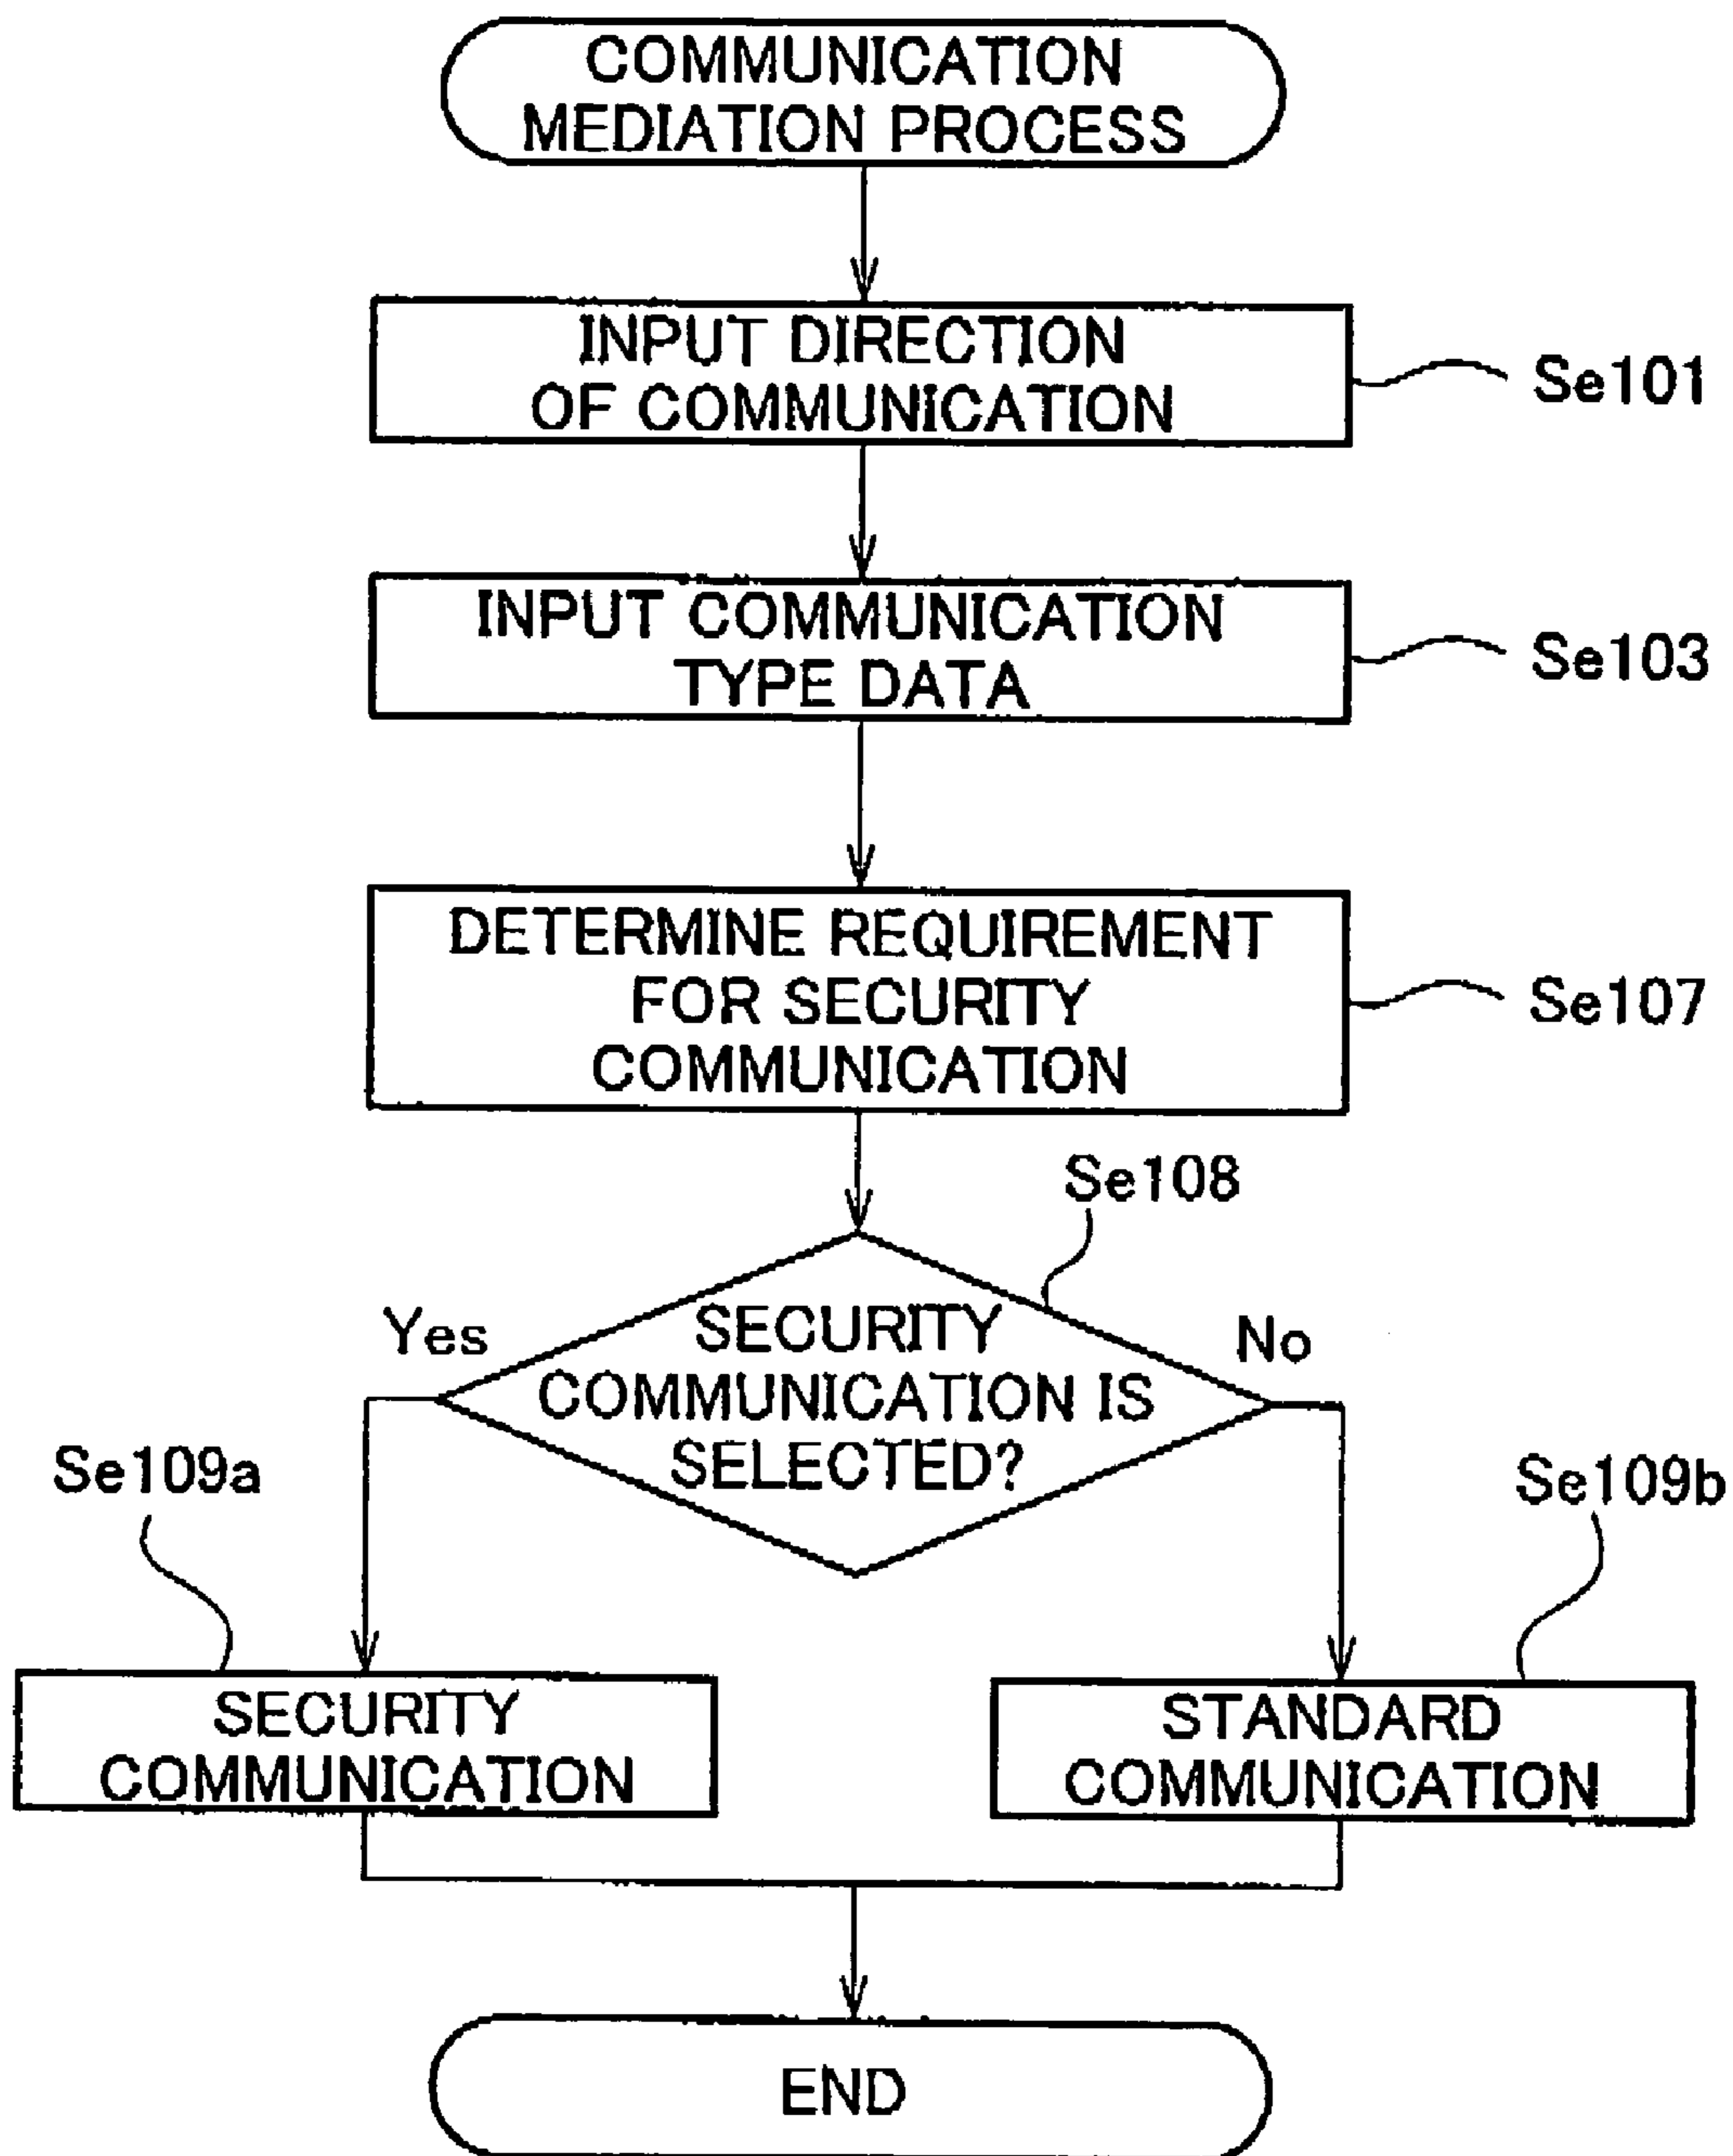 COMMUNICATION
MEDIATION PROCESS
INPUT DIRECTION
OF COMMUNICATION
Se101
INPUT COMMUNICATION
TYPE DATA
Se103
DETERMINE REQUIREMENT
FOR SECURITY
COMMUNICATION
Se107
Se108
Yes
SECURITY
COMMUNICATION IS
SELECTED?
No
Se109a
Se109b
SECURITY
COMMUNICATION
STANDARD
COMMUNICATION
END